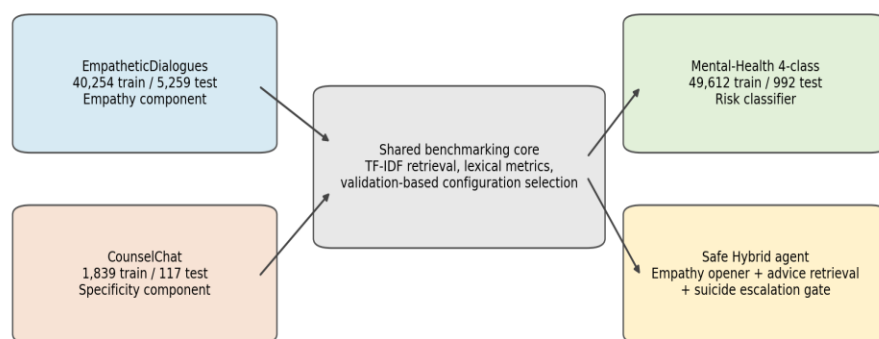 EmpatheticDialogues
40,254 train / 5,259 test
Empathy component
Mental-Health 4-class
49,612 train / 992 test
Risk classifier
Shared benchmarking core
TF-IDF retrieval, lexical metrics,
validation-based configuration selection
CounselChat
1,839 train / 117 test
Specificity component
Safe Hybrid agent
Empathy opener + advice retrieval
+ suicide escalation gate